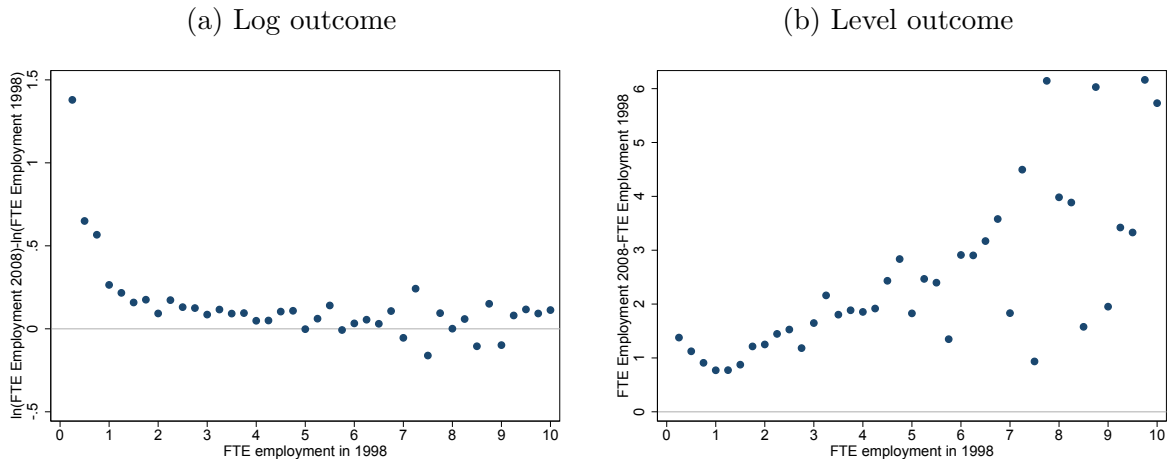 (a) Log outcome
ln(FTE Employment 2008)-ln(FTE Employment 1998)
1.5
1
.5
0
-.5
0 1 2 3 4 5 6 7 8 9 10
FTE employment in 1998
(b) Level outcome
FTE Employment 2008-FTE Employment 1998
6
5
4
3
2
1
0
0 1 2 3 4 5 6 7 8 9 10
FTE employment in 1998